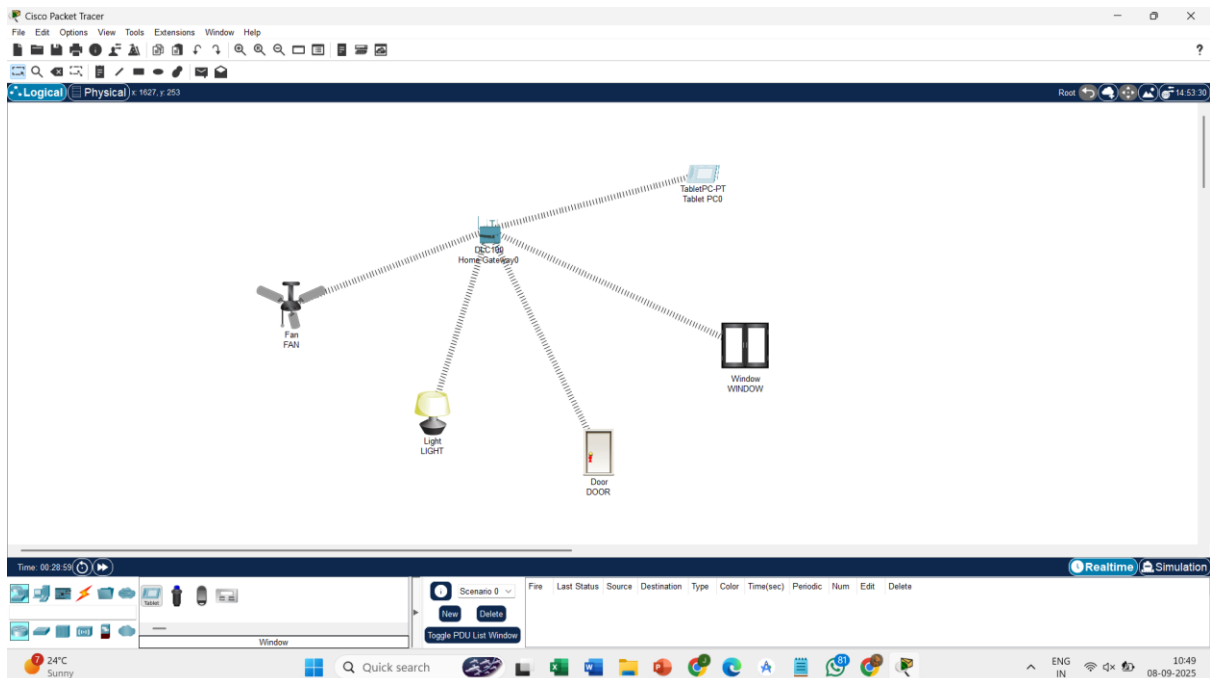 Cisco Packet Tracer
File Edit Options View Tools Extensions Window Help
?
Logical Physical x: 1627, y: 253 Root 14:53:30
TabletPC-PT
Tablet PC0
DLC100
Home Gateway0
Fan
FAN
Window
WINDOW
Light
LIGHT
Door
DOOR
Time: 00:28:59 Realtime Simulation
Scenario 0 Fire Last Status Source Destination Type Color Time(sec) Periodic Num Edit Delete
Tablet
New Delete
Toggle PDU List Window
Window
7 24°C
Sunny
Quick search
81
ENG
IN
10:49
08-09-2025